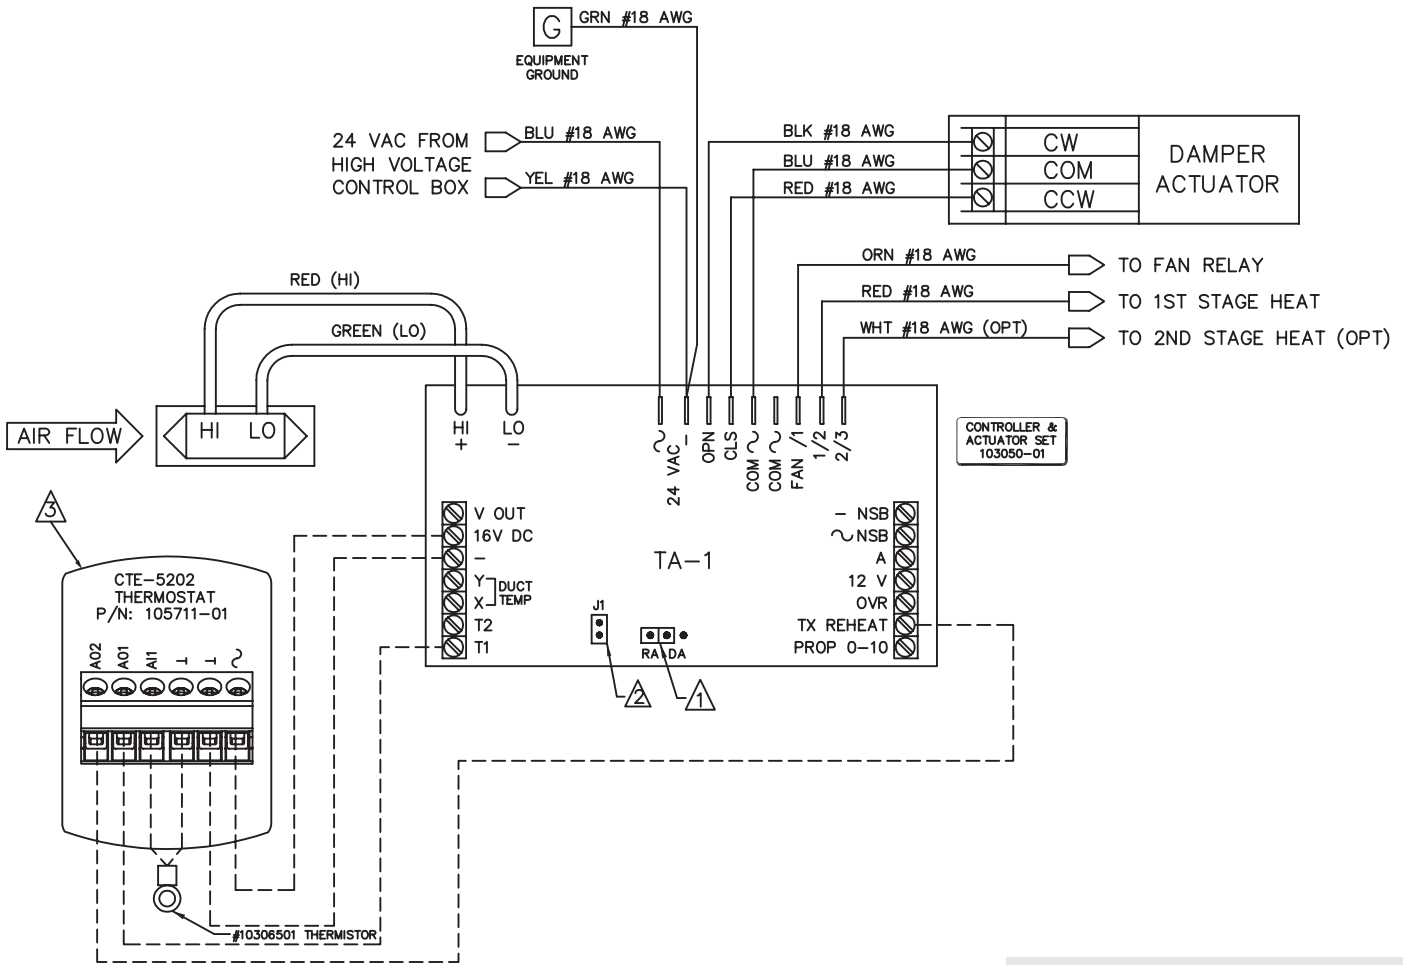 G
GRN #18 AWG
EQUIPMENT
GROUND
24 VAC FROM
HIGH VOLTAGE
CONTROL BOX
BLU #18 AWG
YEL #18 AWG
BLK #18 AWG
BLU #18 AWG
RED #18 AWG
CW
COM
CCW
DAMPER
ACTUATOR
ORN #18 AWG
TO FAN RELAY
RED #18 AWG
TO 1ST STAGE HEAT
WHT #18 AWG (OPT)
TO 2ND STAGE HEAT (OPT)
RED (HI)
GREEN (LO)
AIR FLOW
HI
LO
HI
+
LO
-
24 VAC
~
-
OPN
CLS
COM ~
COM ~
FAN /1
1/2
2/3
CONTROLLER &
ACTUATOR SET
103050-01
V OUT
16V DC
-
Y
X
DUCT
TEMP
T2
T1
TA-1
J1
RA DA
2
1
- NSB
~ NSB
A
12 V
OVR
TX REHEAT
PROP 0-10
3
CTE-5202
THERMOSTAT
P/N: 105711-01
A02
A01
AI1
⊥
⊥
~
#10306501 THERMISTOR